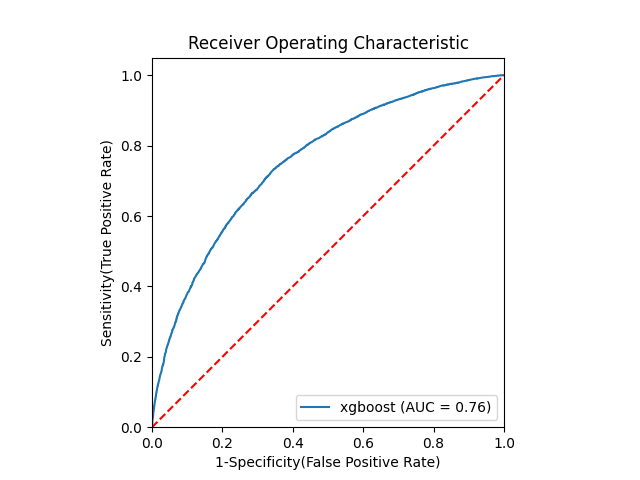 Receiver Operating Characteristic
1.0
0.8
0.6
0.4
0.2
0.0
Sensitivity(True Positive Rate)
xgboost (AUC = 0.76)
0.0 0.2 0.4 0.6 0.8 1.0
1-Specificity(False Positive Rate)